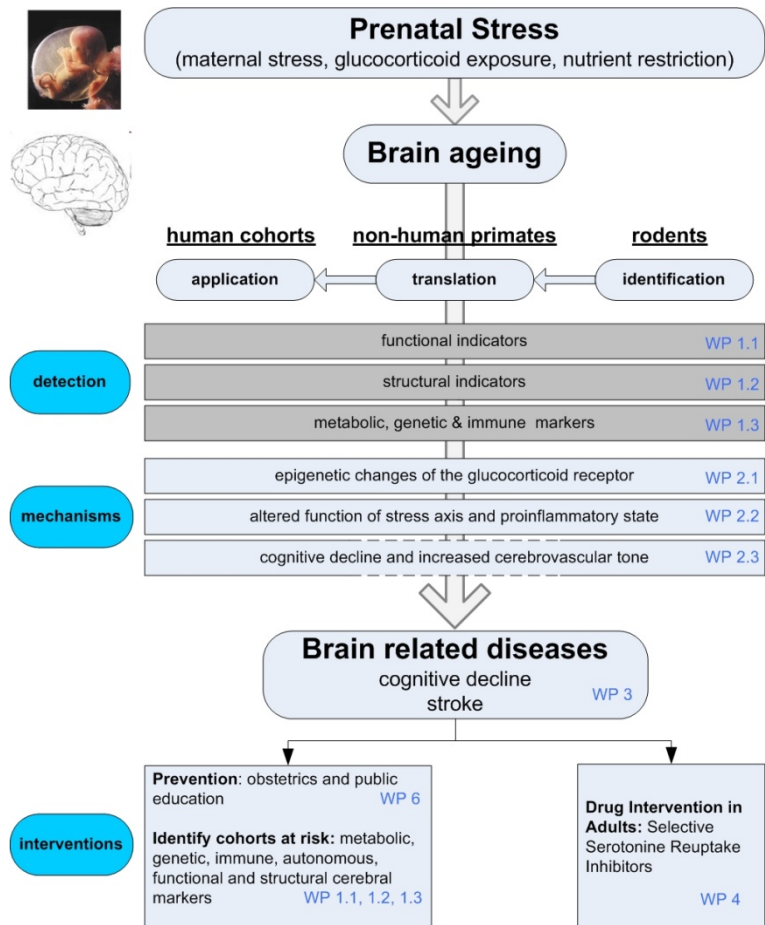 Prenatal Stress
(maternal stress, glucocorticoid exposure, nutrient restriction)
Brain ageing
human cohorts
non-human primates
rodents
application
translation
identification
detection
functional indicators
WP 1.1
structural indicators
WP 1.2
metabolic, genetic & immune markers
WP 1.3
mechanisms
epigenetic changes of the glucocorticoid receptor
WP 2.1
altered function of stress axis and proinflammatory state
WP 2.2
cognitive decline and increased cerebrovascular tone
WP 2.3
Brain related diseases
cognitive decline
stroke
WP 3
interventions
Prevention: obstetrics and public
education
WP 6
Identify cohorts at risk: metabolic,
genetic, immune, autonomous,
functional and structural cerebral
markers
WP 1.1, 1.2, 1.3
Drug Intervention in
Adults: Selective
Serotonine Reuptake
Inhibitors
WP 4